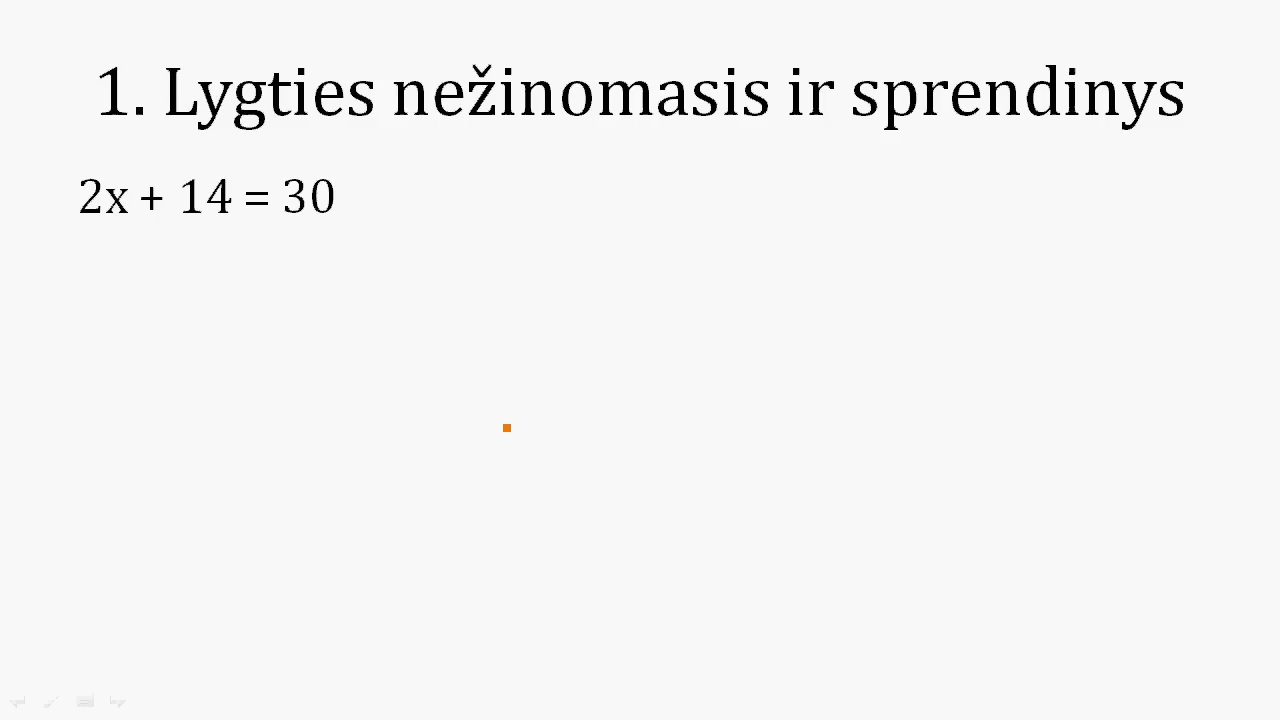 1. Lygties nežinomasis ir sprendinys
2x + 14 = 30